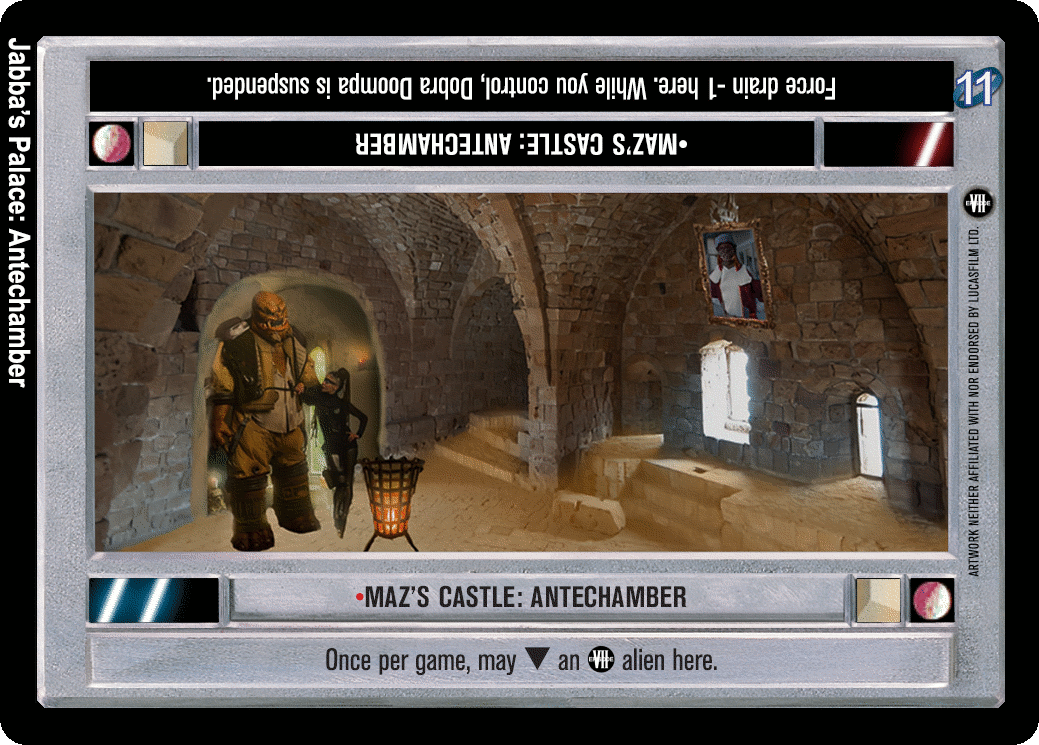 Force drain -1 here. While you control, Dobra Doompa is suspended.
•MAZ'S CASTLE: ANTECHAMBER
11
Jabba's Palace: Antechamber
EPISODE
VII
ARTWORK NEITHER AFFILIATED WITH NOR ENDORSED BY LUCASFILM LTD.
•MAZ'S CASTLE: ANTECHAMBER
Once per game, may ▼ an EPISODE VII alien here.